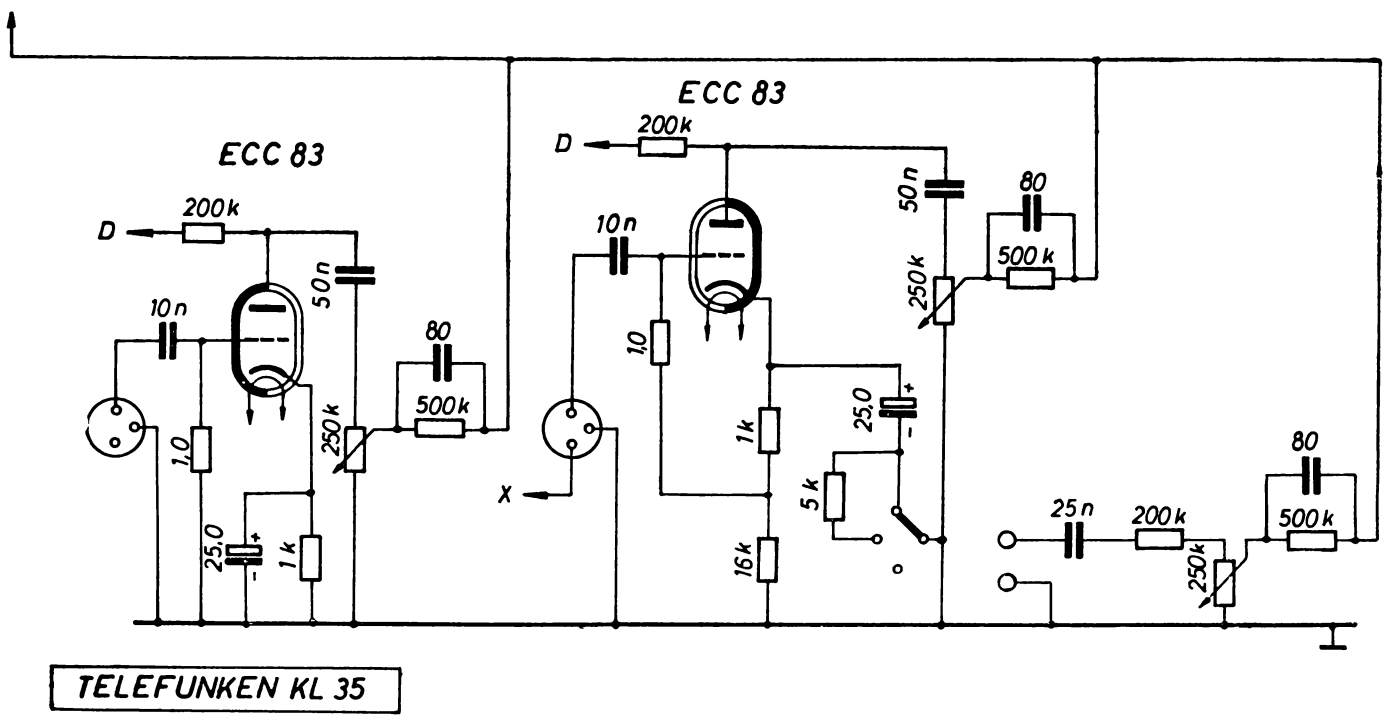 ECC 83
ECC 83
D
200k
D
200k
50n
10n
80
500k
250k
10n
50n
80
500k
250k
1,0
1k
25,0
+
-
5k
16k
X
1,0
25,0
+
-
1k
25n
200k
250k
80
500k
TELEFUNKEN KL 35